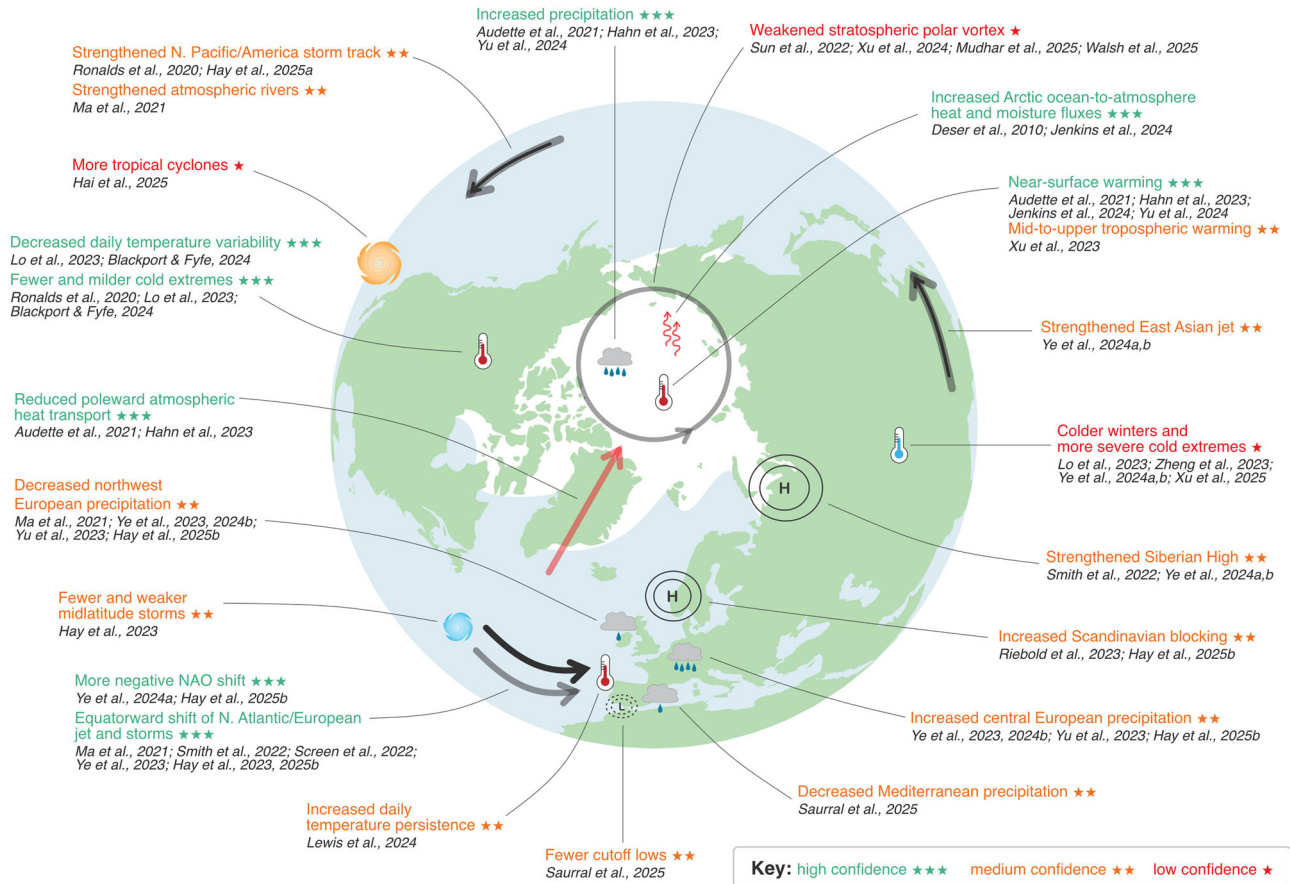 Increased precipitation ★★★
Audette et al., 2021; Hahn et al., 2023;
Yu et al., 2024
Weakened stratospheric polar vortex ★
Sun et al., 2022; Xu et al., 2024; Mudhar et al., 2025; Walsh et al., 2025
Strengthened N. Pacific/America storm track ★★
Ronalds et al., 2020; Hay et al., 2025a
Strengthened atmospheric rivers ★★
Ma et al., 2021
Increased Arctic ocean-to-atmosphere
heat and moisture fluxes ★★★
Deser et al., 2010; Jenkins et al., 2024
More tropical cyclones ★
Hai et al., 2025
Near-surface warming ★★★
Audette et al., 2021; Hahn et al., 2023;
Jenkins et al., 2024; Yu et al., 2024
Mid-to-upper tropospheric warming ★★
Xu et al., 2023
Decreased daily temperature variability ★★★
Lo et al., 2023; Blackport & Fyfe, 2024
Fewer and milder cold extremes ★★★
Ronalds et al., 2020; Lo et al., 2023;
Blackport & Fyfe, 2024
Strengthened East Asian jet ★★
Ye et al., 2024a,b
Reduced poleward atmospheric
heat transport ★★★
Audette et al., 2021; Hahn et al., 2023
Colder winters and
more severe cold extremes ★
Lo et al., 2023; Zheng et al., 2023;
Ye et al., 2024a,b; Xu et al., 2025
Decreased northwest
European precipitation ★★
Ma et al., 2021; Ye et al., 2023, 2024b;
Yu et al., 2023; Hay et al., 2025b
H
Strengthened Siberian High ★★
Smith et al., 2022; Ye et al., 2024a,b
Fewer and weaker
midlatitude storms ★★
Hay et al., 2023
H
Increased Scandinavian blocking ★★
Riebold et al., 2023; Hay et al., 2025b
More negative NAO shift ★★★
Ye et al., 2024a; Hay et al., 2025b
Equatorward shift of N. Atlantic/European
jet and storms ★★★
Ma et al., 2021; Smith et al., 2022; Screen et al., 2022;
Ye et al., 2023; Hay et al., 2023, 2025b
L
Increased central European precipitation ★★
Ye et al., 2023, 2024b; Yu et al., 2023; Hay et al., 2025b
Decreased Mediterranean precipitation ★★
Saurral et al., 2025
Increased daily
temperature persistence ★★
Lewis et al., 2024
Fewer cutoff lows ★★
Saurral et al., 2025
Key: high confidence ★★★ medium confidence ★★ low confidence ★